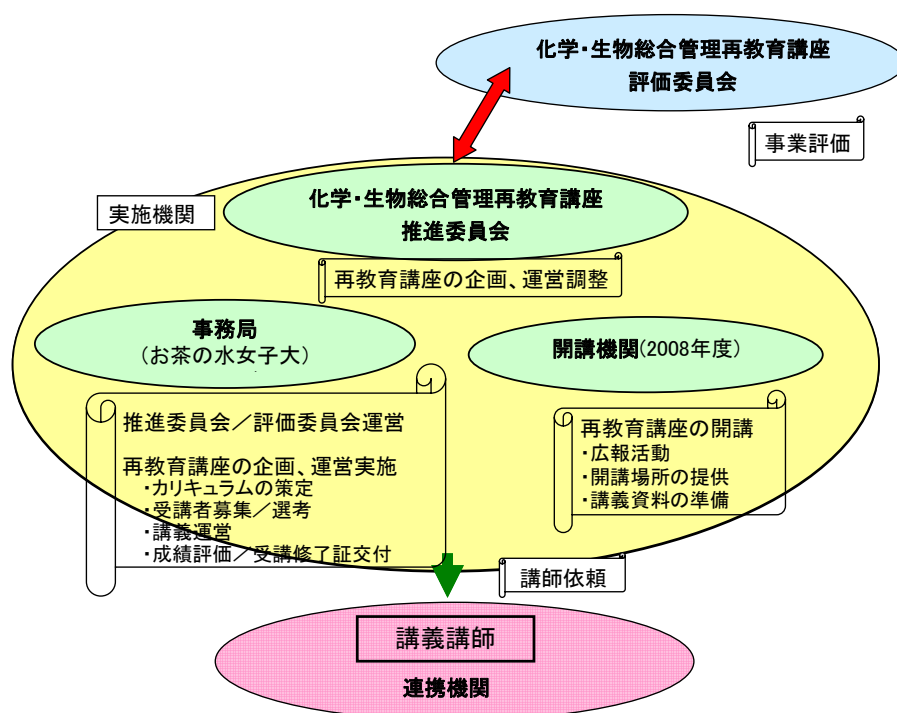 化学・生物総合管理再教育講座
評価委員会
事業評価
実施機関
化学・生物総合管理再教育講座
推進委員会
再教育講座の企画、運営調整
事務局
(お茶の水女子大)
開講機関(2008年度)
推進委員会／評価委員会運営
再教育講座の企画、運営実施
・カリキュラムの策定
・受講者募集／選考
・講義運営
・成績評価／受講修了証交付
再教育講座の開講
・広報活動
・開講場所の提供
・講義資料の準備
講師依頼
講義講師
連携機関